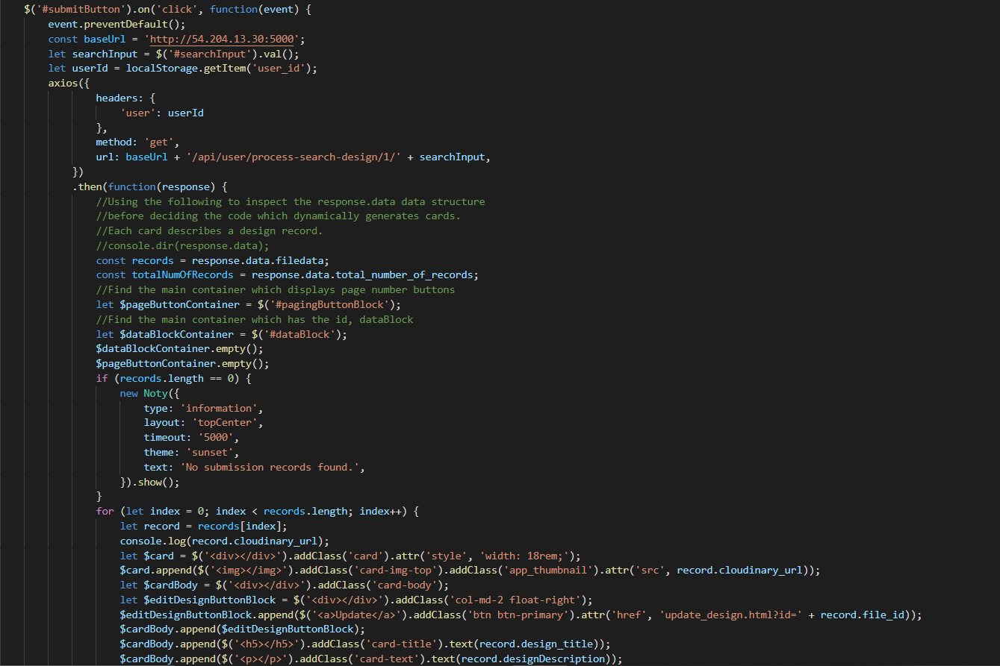 $('#submitButton').on('click', function(event) {
event.preventDefault();
const baseUrl = 'http://54.204.13.30:5000';
let searchInput = $('#searchInput').val();
let userId = localStorage.getItem('user_id');
axios({
headers: {
'user': userId
},
method: 'get',
url: baseUrl + '/api/user/process-search-design/1/' + searchInput,
})
.then(function(response) {
//Using the following to inspect the response.data data structure
//before deciding the code which dynamically generates cards.
//Each card describes a design record.
//console.dir(response.data);
const records = response.data.filedata;
const totalNumOfRecords = response.data.total_number_of_records;
//Find the main container which displays page number buttons
let $pageButtonContainer = $('#pagingButtonBlock');
//Find the main container which has the id, dataBlock
let $dataBlockContainer = $('#dataBlock');
$dataBlockContainer.empty();
$pageButtonContainer.empty();
if (records.length == 0) {
new Noty({
type: 'information',
layout: 'topCenter',
timeout: '5000',
theme: 'sunset',
text: 'No submission records found.',
}).show();
}
for (let index = 0; index < records.length; index++) {
let record = records[index];
console.log(record.cloudinary_url);
let $card = $('<div></div>').addClass('card').attr('style', 'width: 18rem;');
$card.append($('<img></img>').addClass('card-img-top').addClass('app_thumbnail').attr('src', record.cloudinary_url));
let $cardBody = $('<div></div>').addClass('card-body');
let $editDesignButtonBlock = $('<div></div>').addClass('col-md-2 float-right');
$editDesignButtonBlock.append($('<a>Update</a>').addClass('btn btn-primary').attr('href', 'update_design.html?id=' + record.file_id));
$cardBody.append($editDesignButtonBlock);
$cardBody.append($('<h5></h5>').addClass('card-title').text(record.design_title));
$cardBody.append($('<p></p>').addClass('card-text').text(record.designDescription));